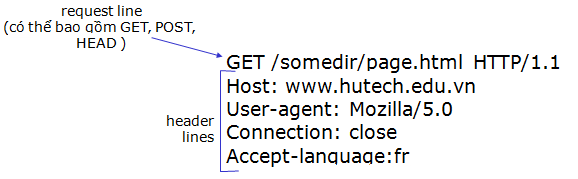 request line
(có thể bao gồm GET, POST,
HEAD )
GET /somedir/page.html HTTP/1.1
Host: www.hutech.edu.vn
User-agent: Mozilla/5.0
Connection: close
Accept-language:fr
header
lines